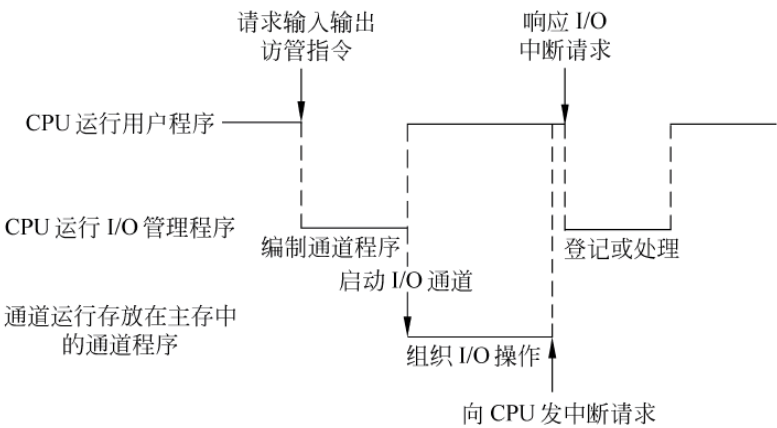 请求输入输出
访管指令
响应 I/O
中断请求
CPU 运行用户程序
CPU 运行 I/O 管理程序
编制通道程序
登记或处理
启动 I/O 通道
通道运行存放在主存中
的通道程序
组织 I/O 操作
向 CPU 发中断请求